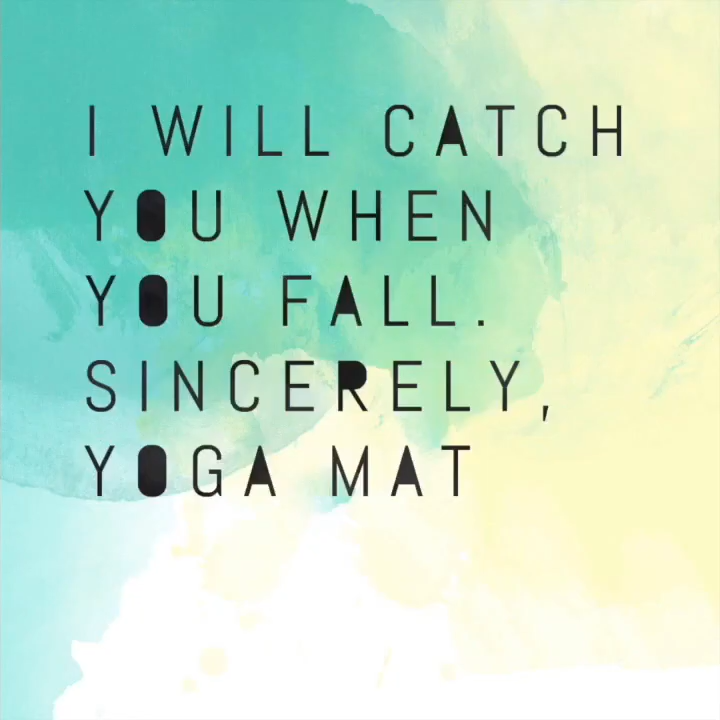 I WILL CATCH
YOU WHEN
YOU FALL.
SINCERELY,
YOGA MAT